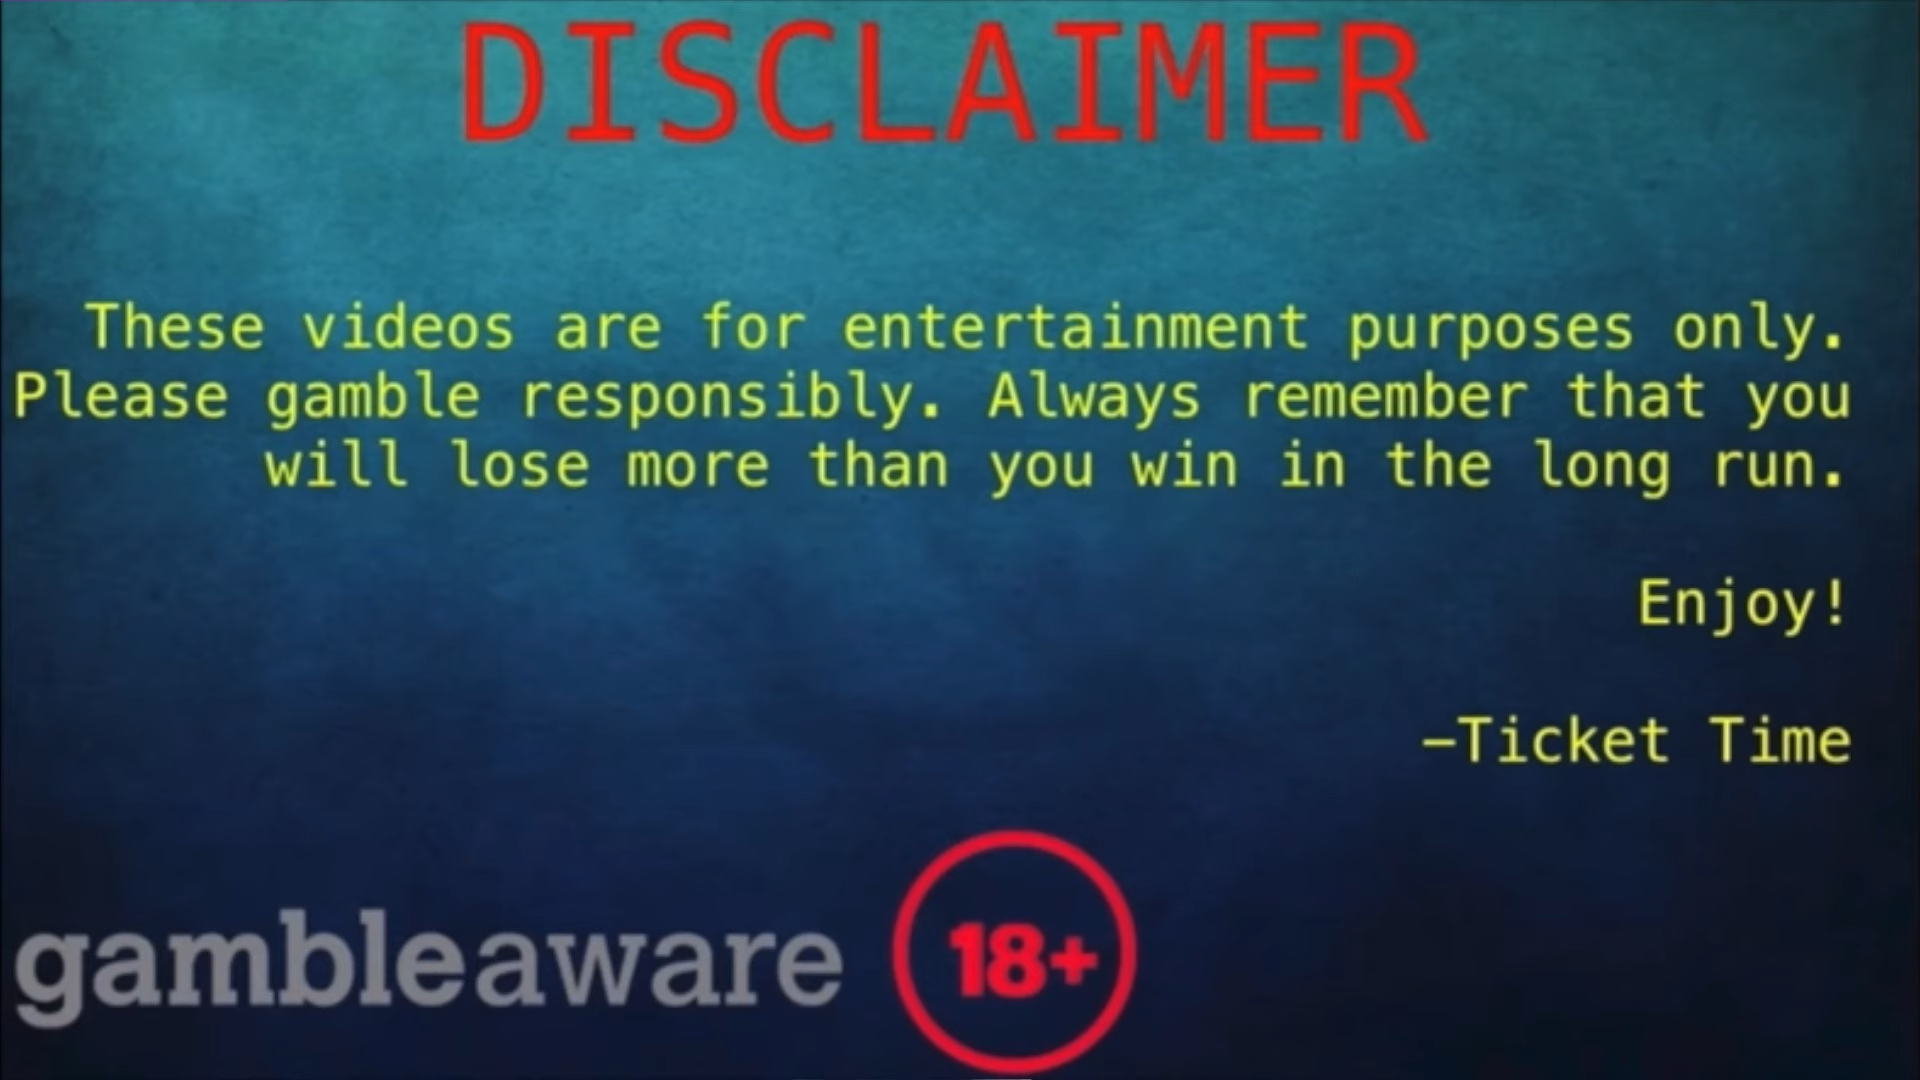 DISCLAIMER
These videos are for entertainment purposes only.
Please gamble responsibly. Always remember that you
will lose more than you win in the long run.
Enjoy!
–Ticket Time
gambleaware
18+